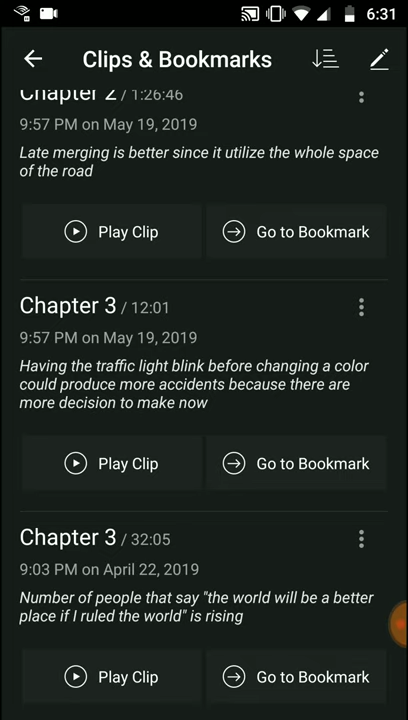 6:31
Clips & Bookmarks
Chapter 2 / 1:26:46
9:57 PM on May 19, 2019
Late merging is better since it utilize the whole space
of the road
Play Clip
Go to Bookmark
Chapter 3 / 12:01
9:57 PM on May 19, 2019
Having the traffic light blink before changing a color
could produce more accidents because there are
more decision to make now
Play Clip
Go to Bookmark
Chapter 3 / 32:05
9:03 PM on April 22, 2019
Number of people that say "the world will be a better
place if I ruled the world" is rising
Play Clip
Go to Bookmark